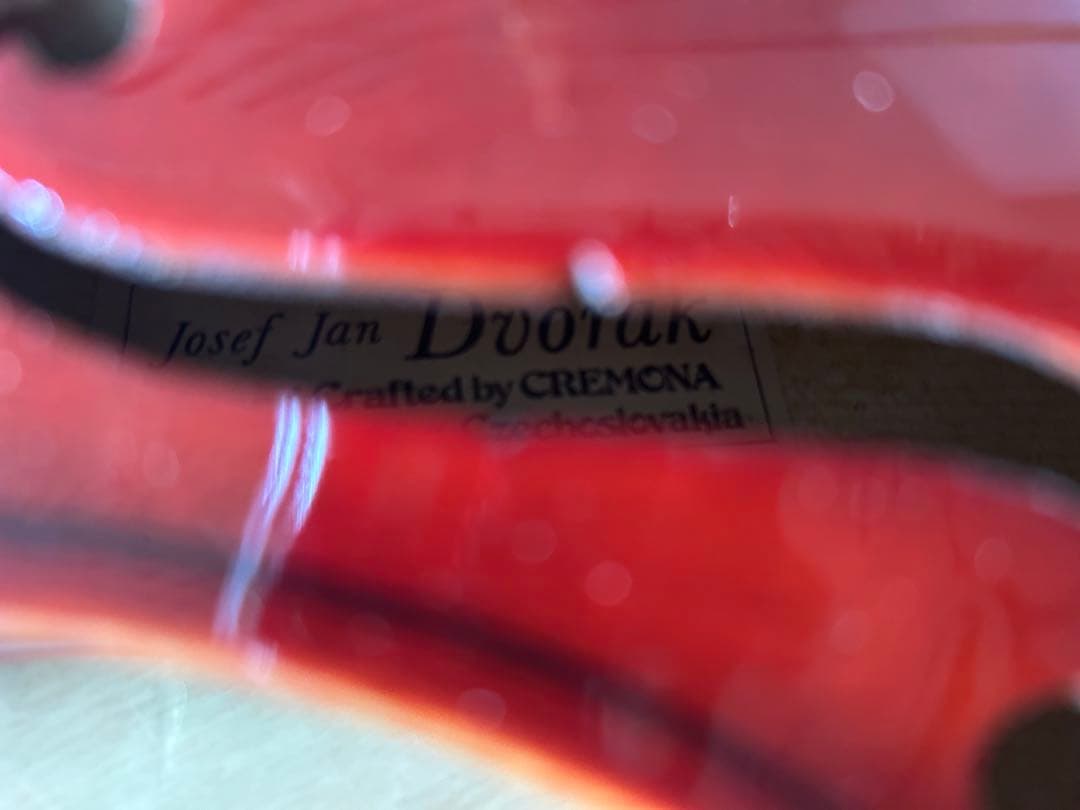 Josef Jan Dvorak
Crafted by CREMONA
Czechoslovakia